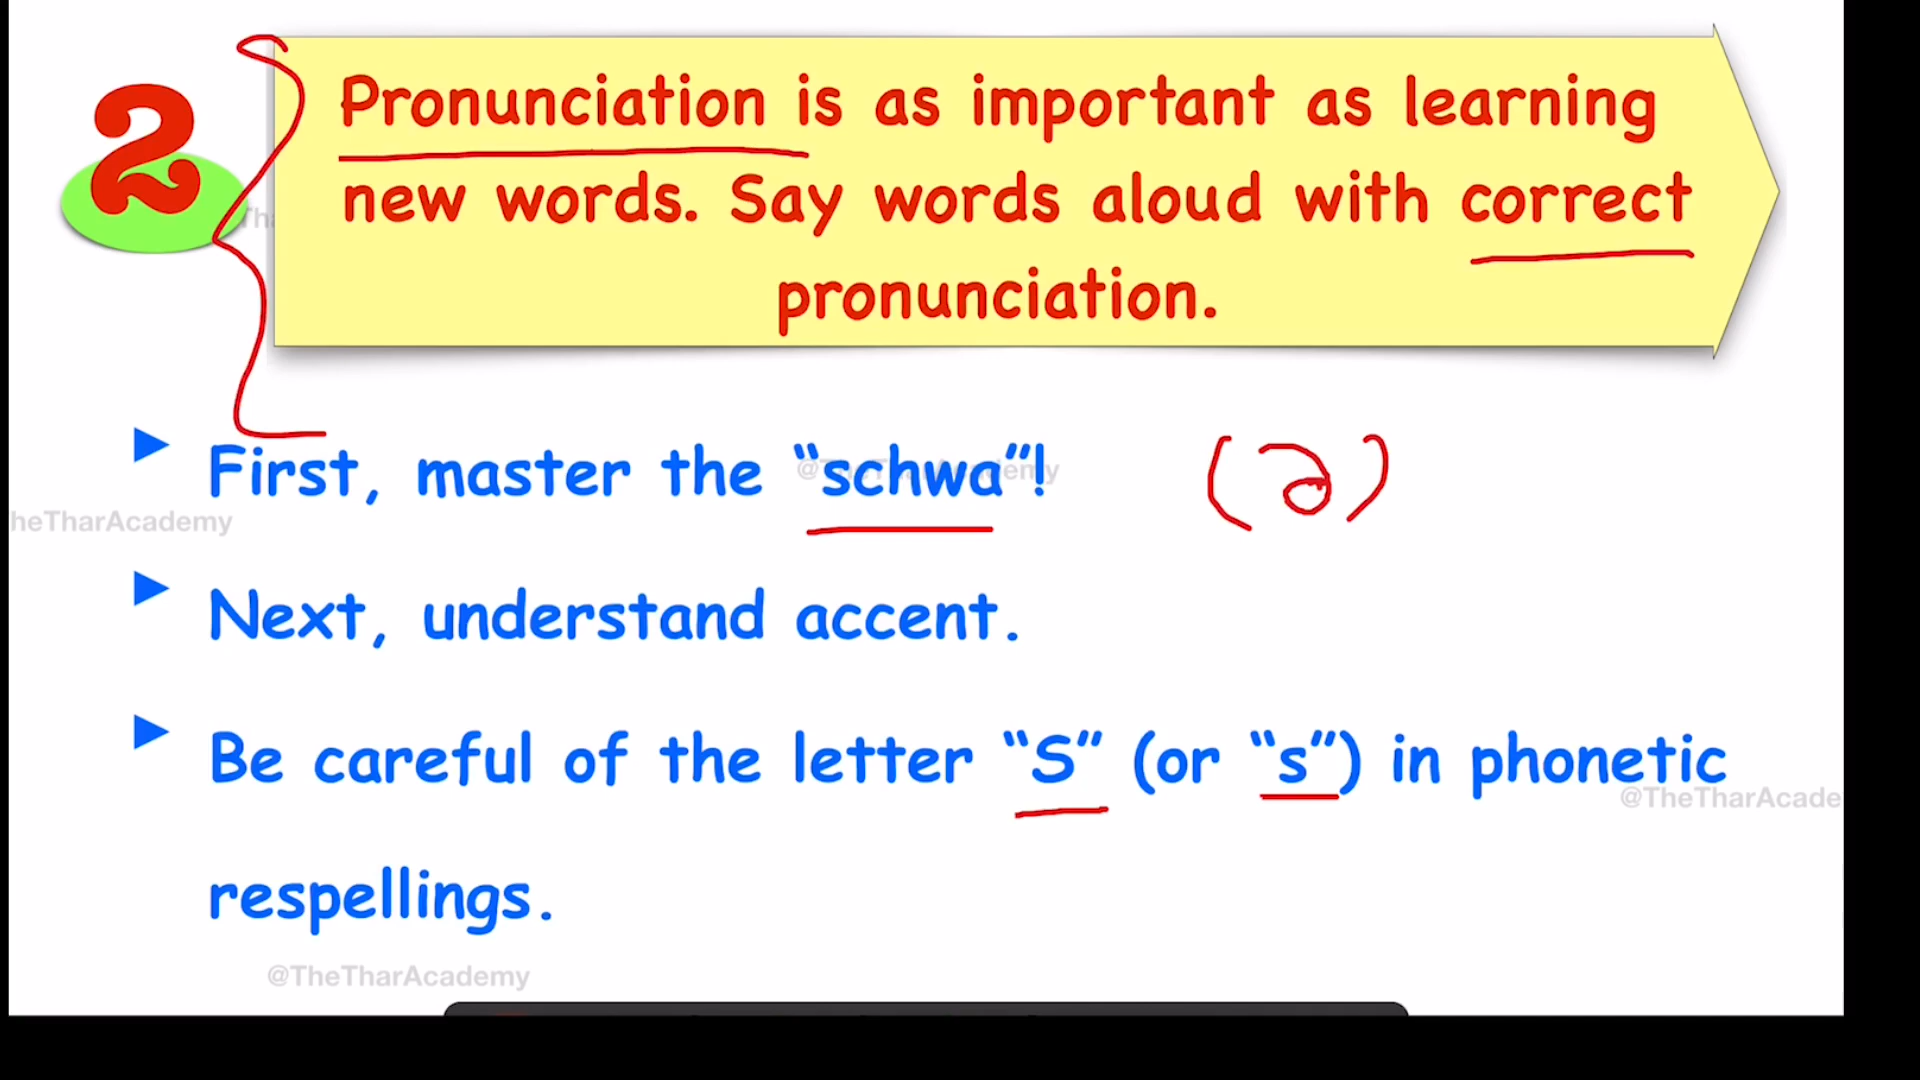 2
Pronunciation is as important as learning
new words. Say words aloud with correct
pronunciation.
First, master the “schwa”! (ə)
@TheTharAcademy
heTharAcademy
Next, understand accent.
Be careful of the letter “S” (or “s”) in phonetic
@TheTharAcade
respellings.
@TheTharAcademy